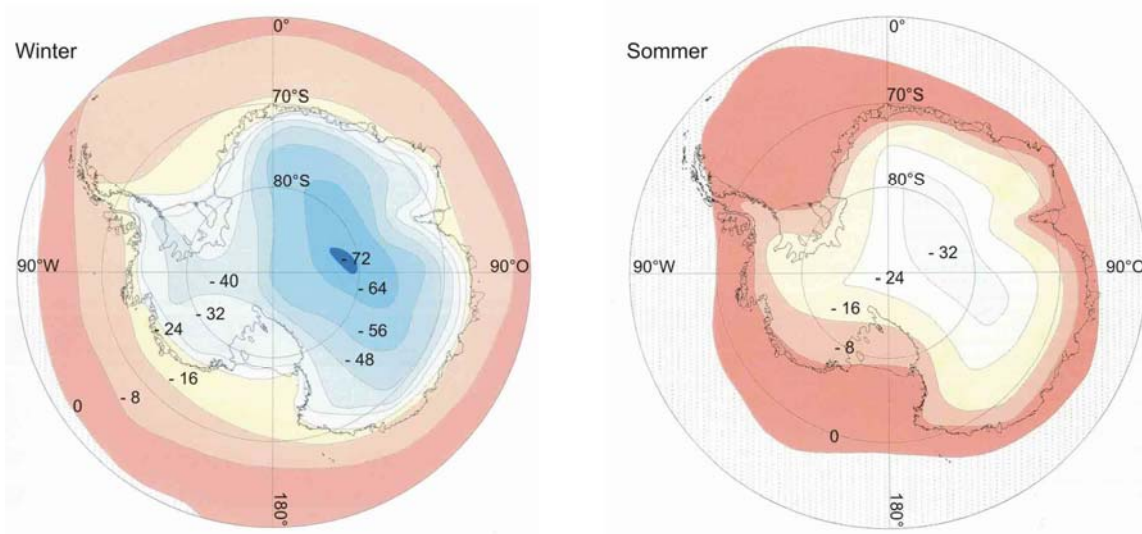 Winter
0°
70°S
80°S
90°W
90°O
- 72
- 40
- 64
- 32
- 24
- 56
- 48
- 16
- 8
0
180°
Sommer
0°
70°S
80°S
- 32
90°W
90°O
- 24
- 16
- 8
0
180°